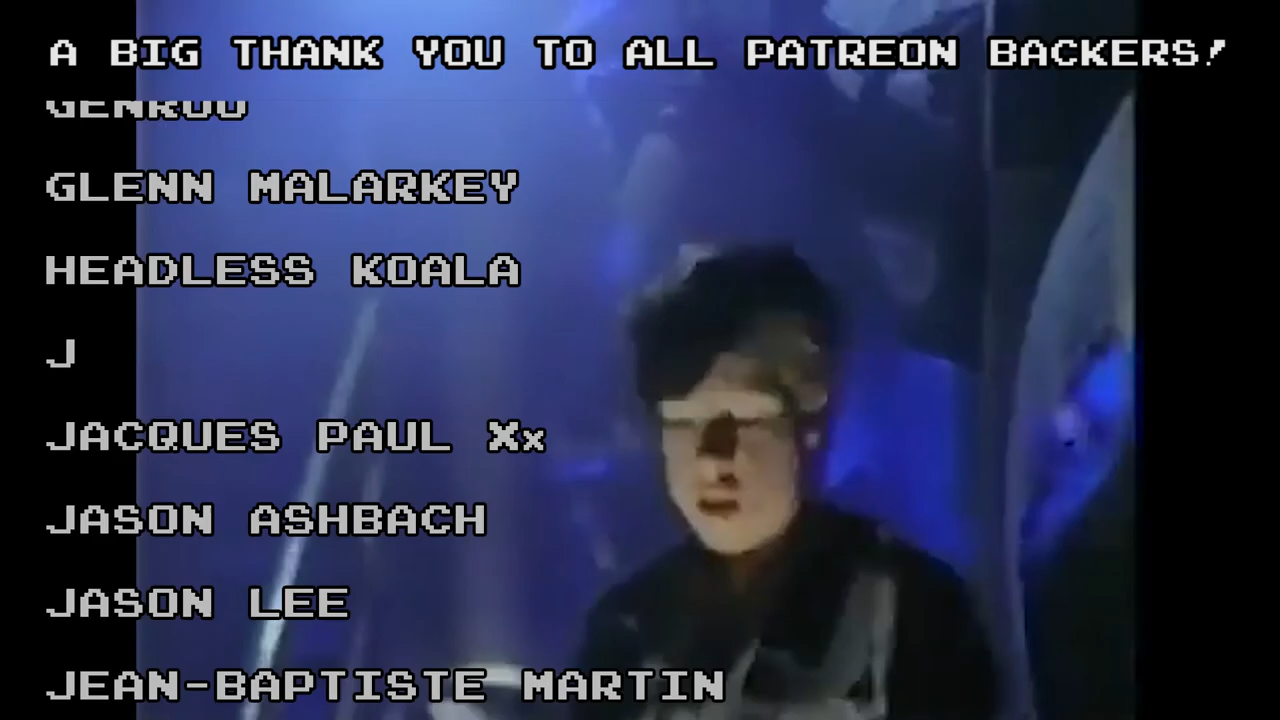 A BIG THANK YOU TO ALL PATREON BACKERS!
GLENN MALARKEY
HEADLESS KOALA
J
JACQUES PAUL Xx
JASON ASHBACH
JASON LEE
JEAN-BAPTISTE MARTIN